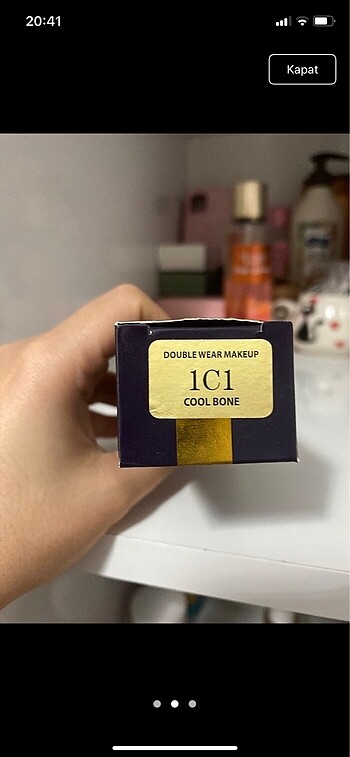 20:41
Kapat
DOUBLE WEAR MAKEUP
1C1
COOL BONE